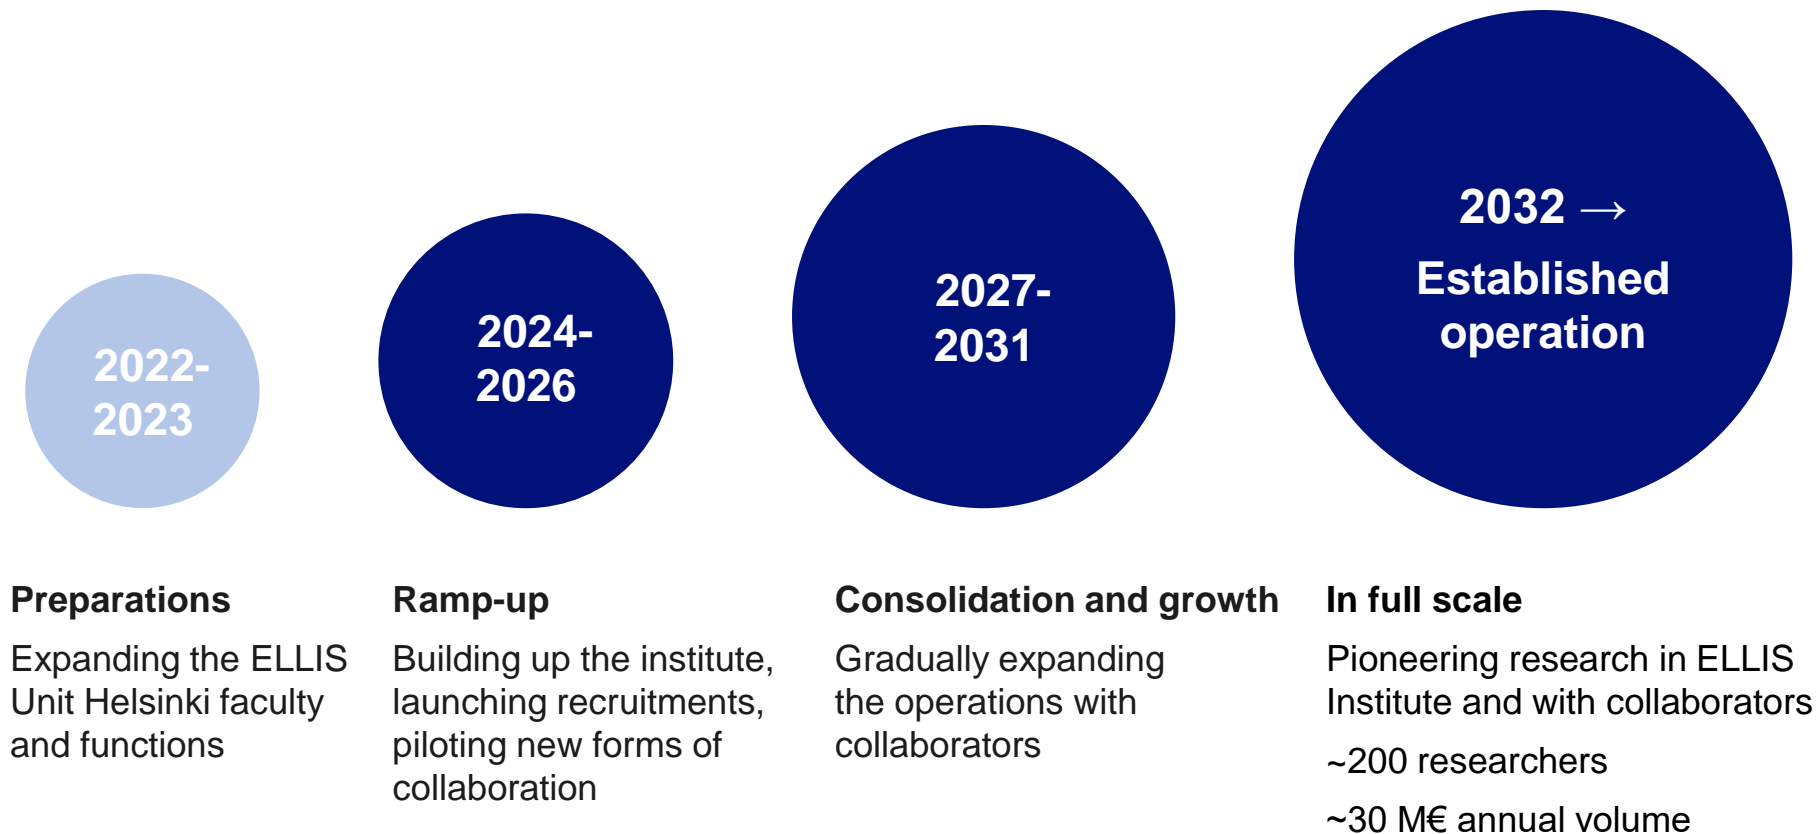 2022-
2023
2024-
2026
2027-
2031
2032 →
Established
operation
Preparations
Expanding the ELLIS
Unit Helsinki faculty
and functions
Ramp-up
Building up the institute,
launching recruitments,
piloting new forms of
collaboration
Consolidation and growth
Gradually expanding
the operations with
collaborators
In full scale
Pioneering research in ELLIS
Institute and with collaborators
~200 researchers
~30 M€ annual volume